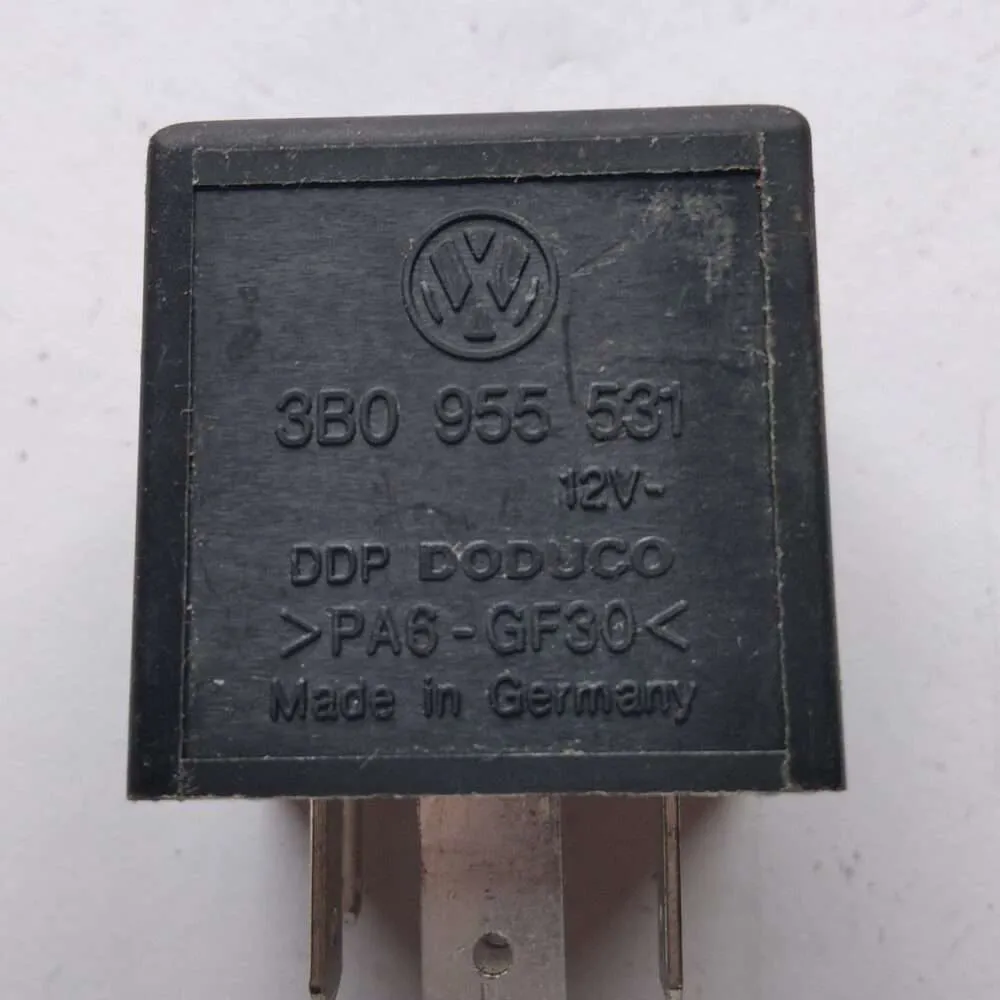 3B0 955 531
12V-
DDP DODUCO
>PA6-GF30<
Made in Germany